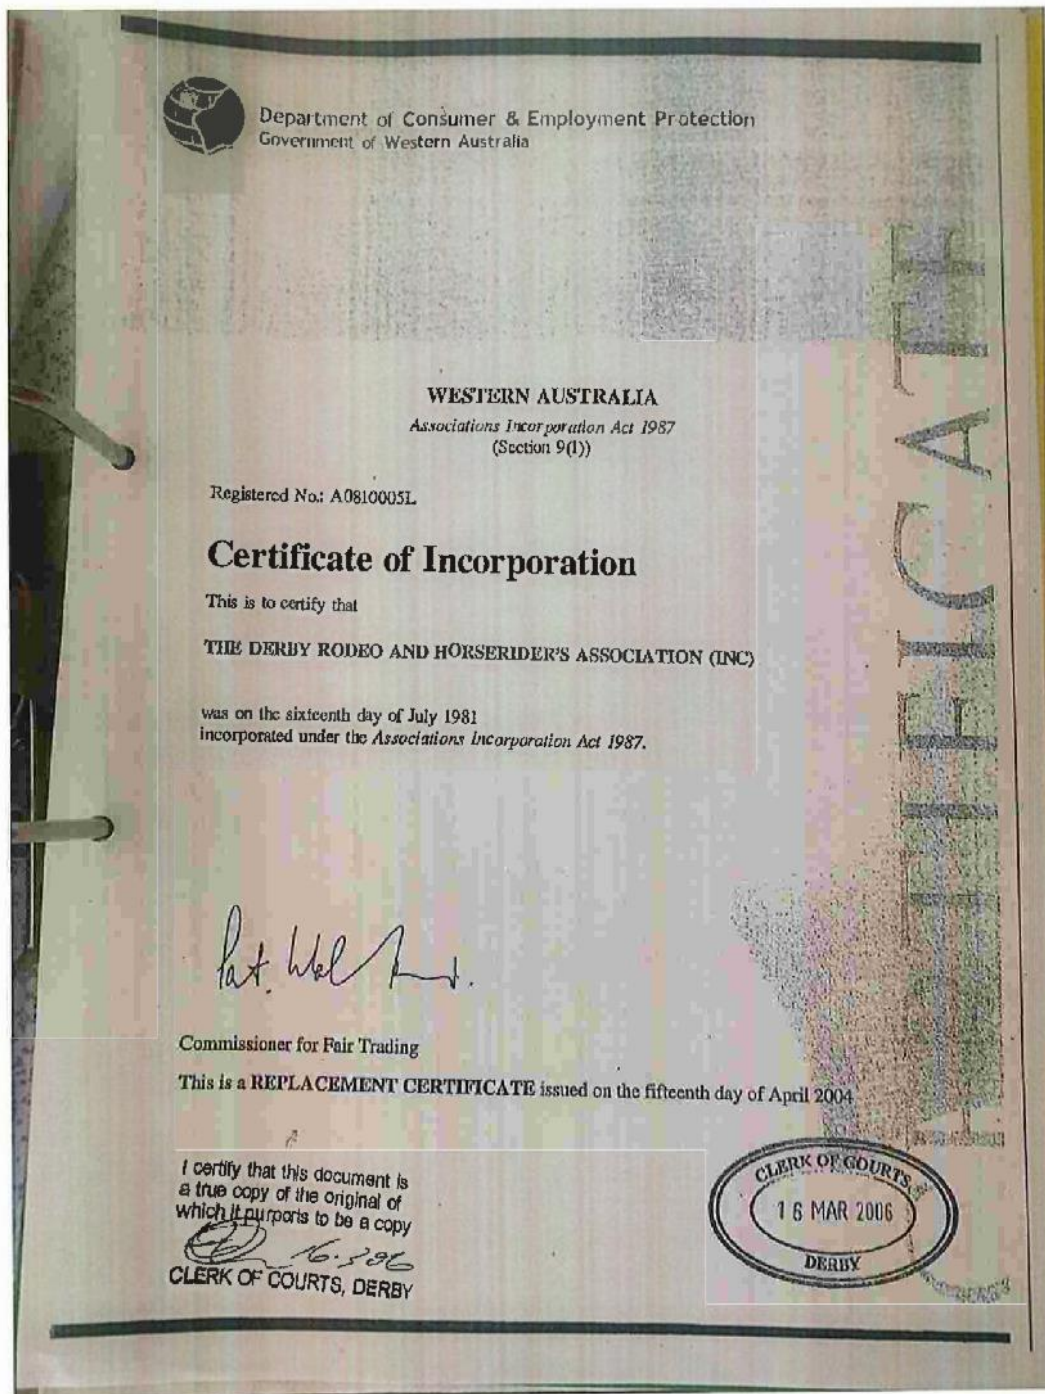 Department of Consumer & Employment Protection
Government of Western Australia
WESTERN AUSTRALIA
Associations Incorporation Act 1987
(Section 9(1))
Registered No.: A0810005L
Certificate of Incorporation
This is to certify that
THE DERBY RODEO AND HORSERIDER'S ASSOCIATION (INC)
was on the sixteenth day of July 1981
incorporated under the Associations Incorporation Act 1987.
Commissioner for Fair Trading
This is a REPLACEMENT CERTIFICATE issued on the fifteenth day of April 2004
I certify that this document is
a true copy of the original of
which it purports to be a copy
CLERK OF COURTS, DERBY
CLERK OF COURTS
16 MAR 2006
DERBY
CERTIFICATE